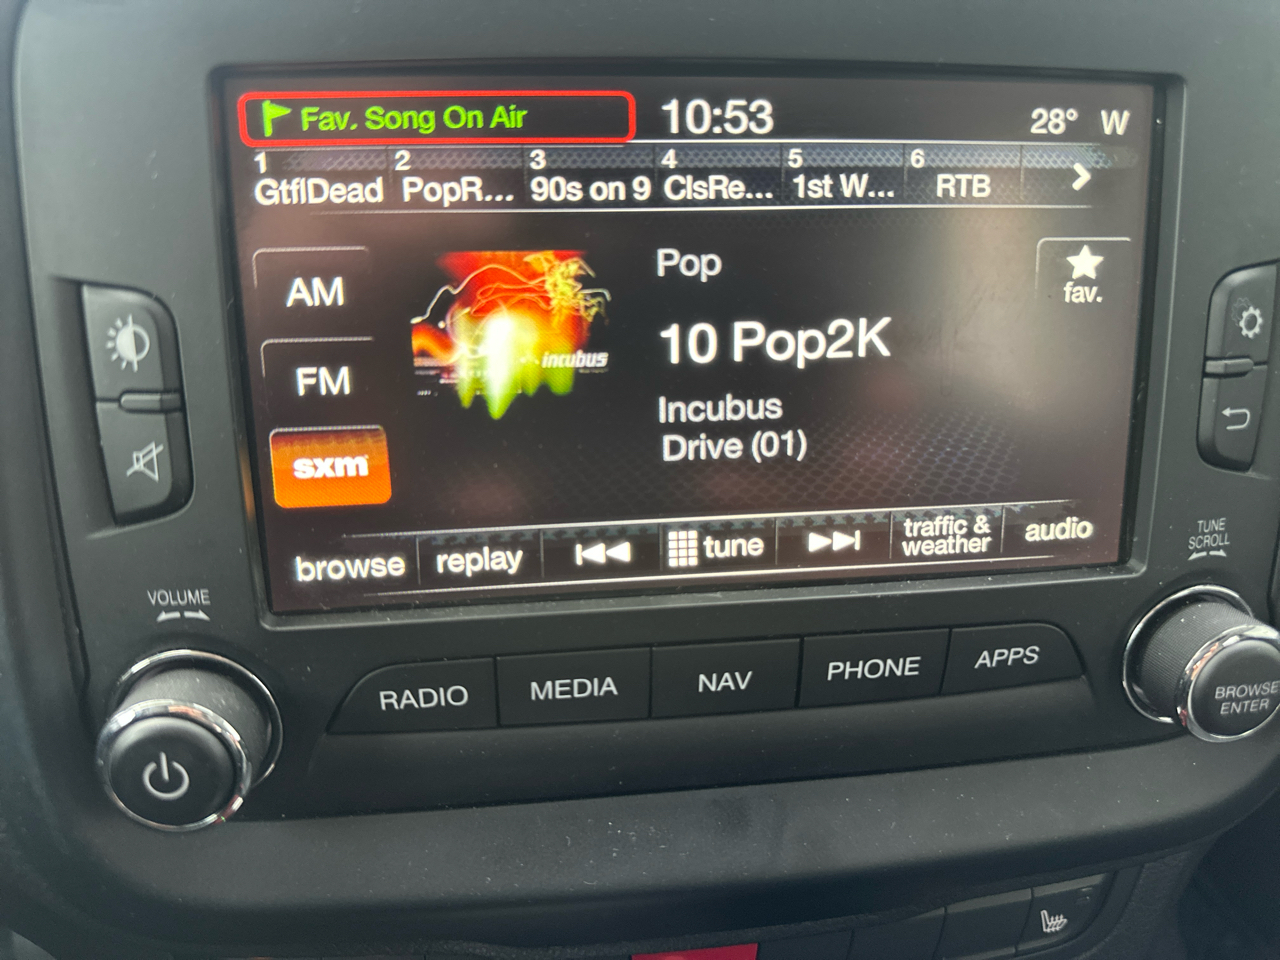 Fav. Song On Air
10:53
28° W
1 2 3 4 5 6
GtflDead PopR... 90s on 9 ClsRe... 1st W... RTB
AM
FM
sxm
incubus
Pop
10 Pop2K
Incubus
Drive (01)
fav.
browse replay tune traffic & weather audio
VOLUME
TUNE
SCROLL
RADIO MEDIA NAV PHONE APPS
BROWSE
ENTER